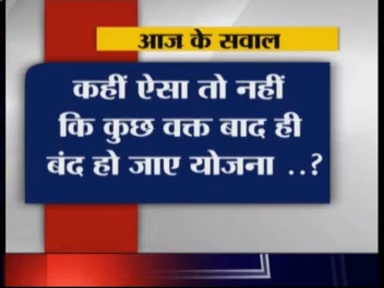 आज के सवाल
कहीं ऐसा तो नहीं
कि कुछ वक्त बाद ही
बंद हो जाए योजना ..?